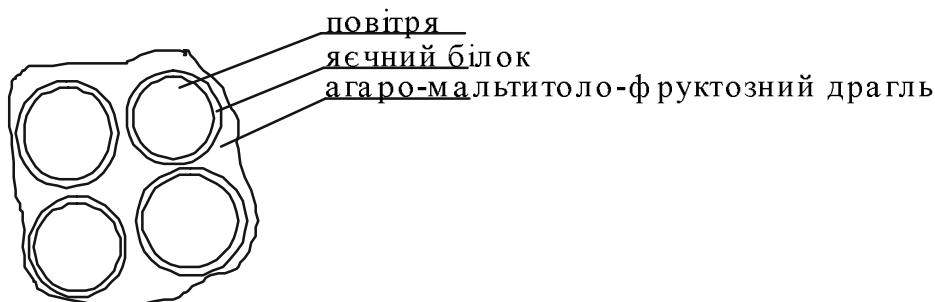 повітря
яєчний білок
агаро-мальтитоло-фруктозний драгль